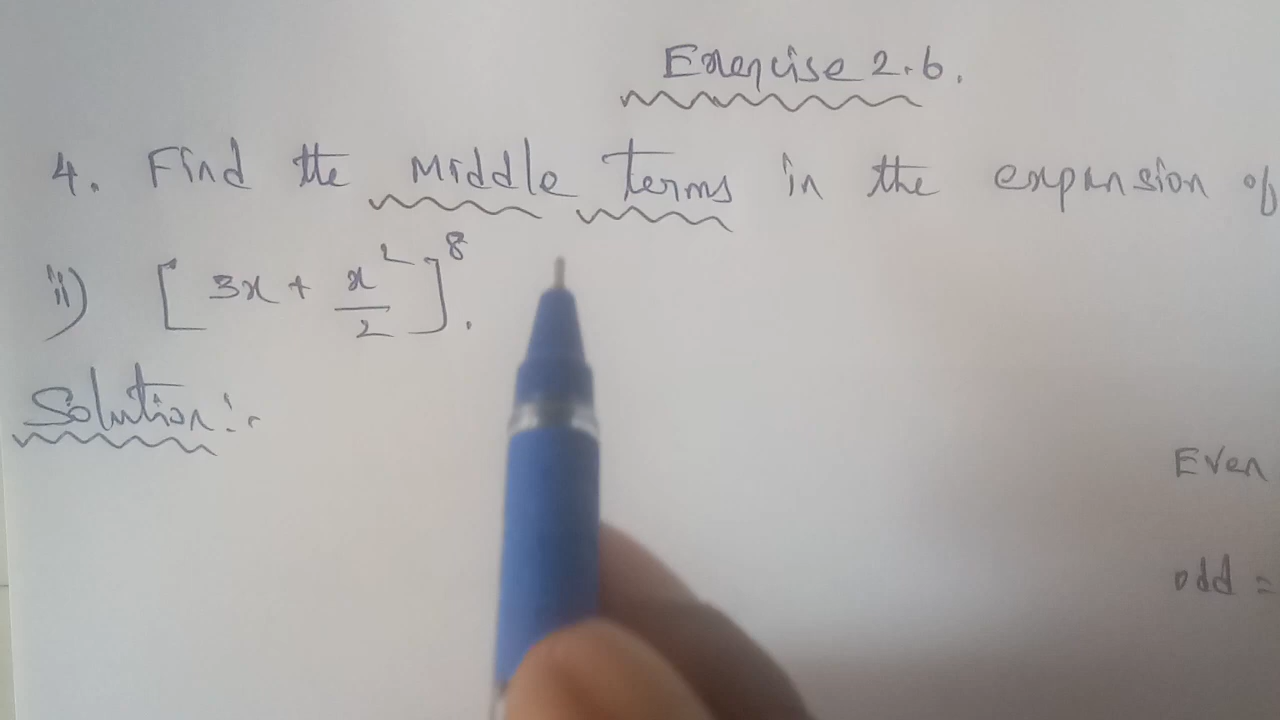 Exercise 2.6.
4. Find the Middle terms in the expansion of
ii) [3x + x²/2]⁸.
Solution:-
Even
odd =